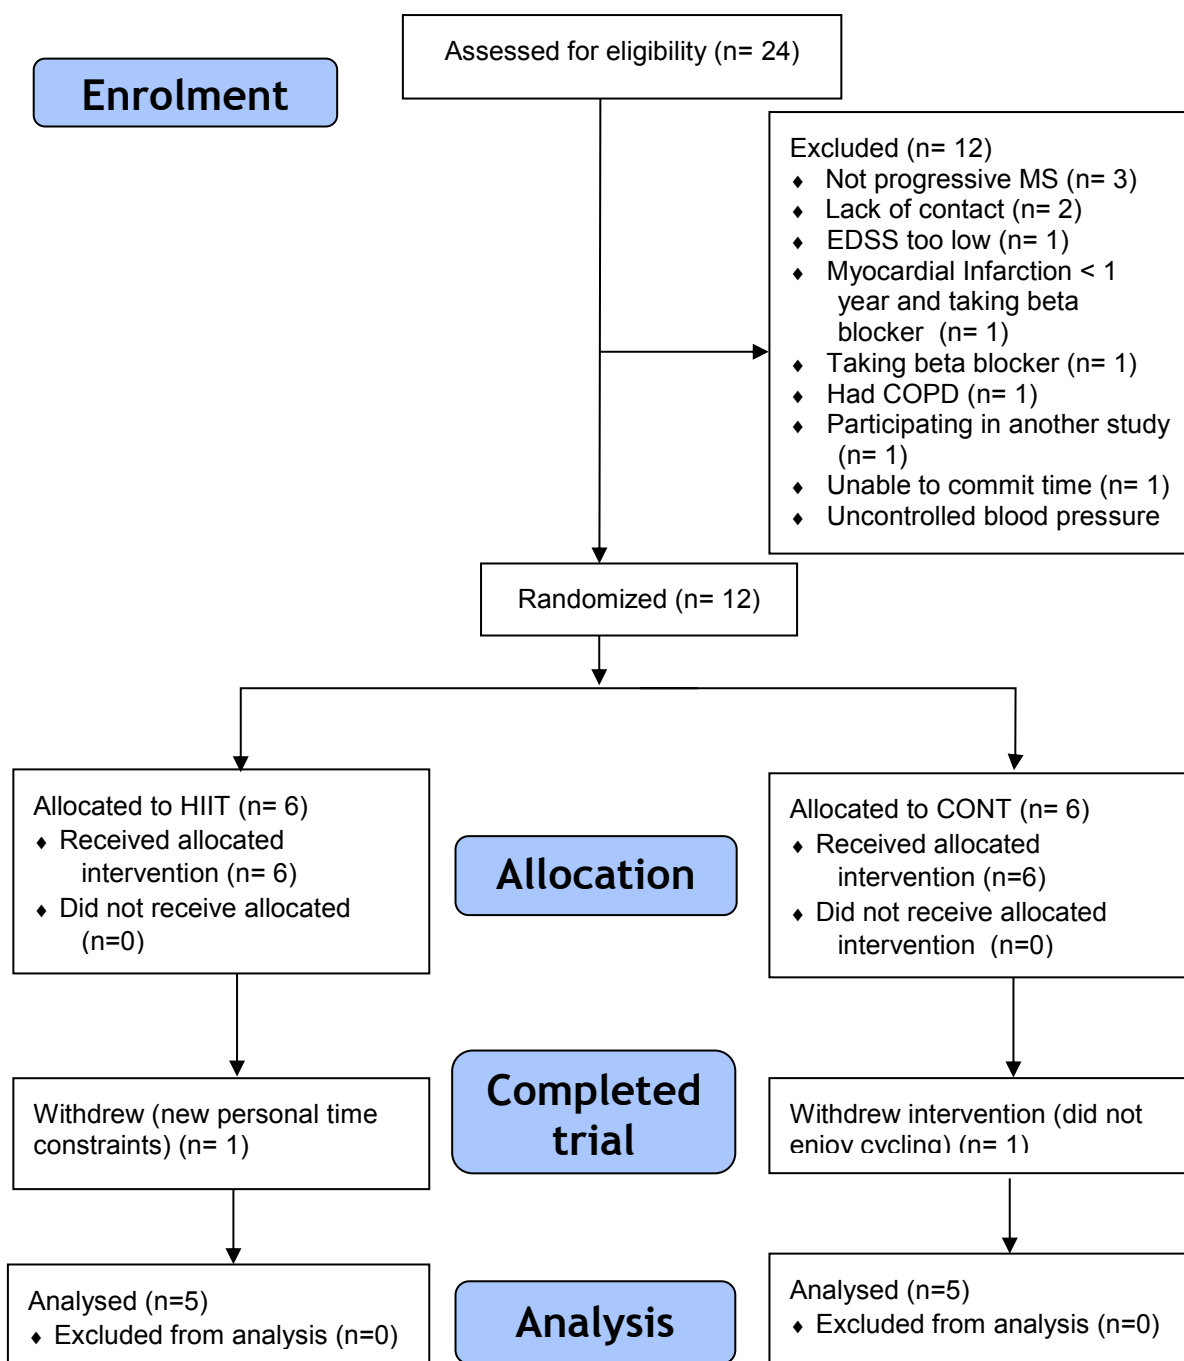 Assessed for eligibility (n= 24)
Enrolment
Excluded (n= 12)
♦ Not progressive MS (n= 3)
♦ Lack of contact (n= 2)
♦ EDSS too low (n= 1)
♦ Myocardial Infarction < 1
year and taking beta
blocker (n= 1)
♦ Taking beta blocker (n= 1)
♦ Had COPD (n= 1)
♦ Participating in another study
(n= 1)
♦ Unable to commit time (n= 1)
♦ Uncontrolled blood pressure
Randomized (n= 12)
Allocated to HIIT (n= 6)
♦ Received allocated
intervention (n= 6)
♦ Did not receive allocated
(n=0)
Allocation
Allocated to CONT (n= 6)
♦ Received allocated
intervention (n=6)
♦ Did not receive allocated
intervention (n=0)
Withdrew (new personal time
constraints) (n= 1)
Completed
trial
Withdrew intervention (did not
enjoy cycling) (n= 1)
Analysed (n=5)
♦ Excluded from analysis (n=0)
Analysis
Analysed (n=5)
♦ Excluded from analysis (n=0)